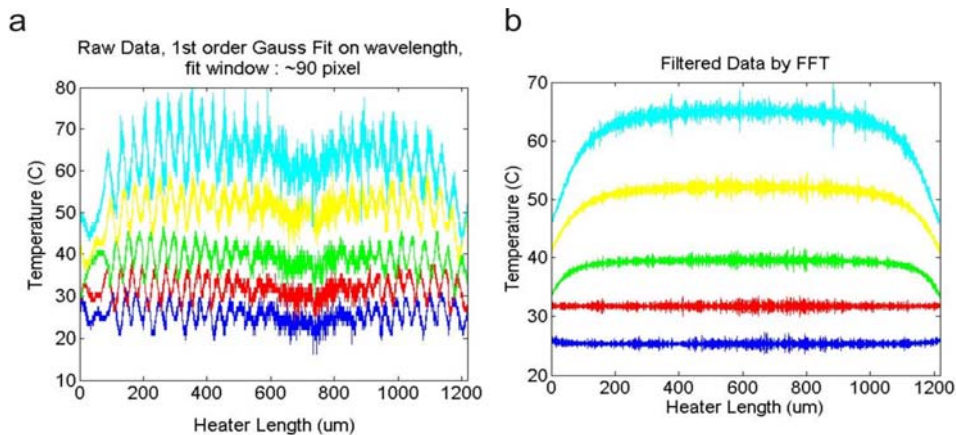 a
Raw Data, 1st order Gauss Fit on wavelength,
fit window : ~90 pixel
80
70
60
50
40
30
20
10
Temperature (C)
0 200 400 600 800 1000 1200
Heater Length (um)
b
Filtered Data by FFT
70
60
50
40
30
20
Temperature (C)
0 200 400 600 800 1000 1200
Heater Length (um)